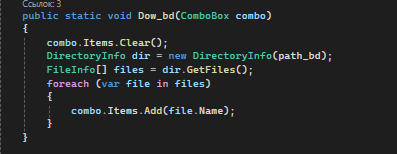 Ссылок: 3
public static void Dow_bd(ComboBox combo)
{
combo.Items.Clear();
DirectoryInfo dir = new DirectoryInfo(path_bd);
FileInfo[] files = dir.GetFiles();
foreach (var file in files)
{
combo.Items.Add(file.Name);
}
}